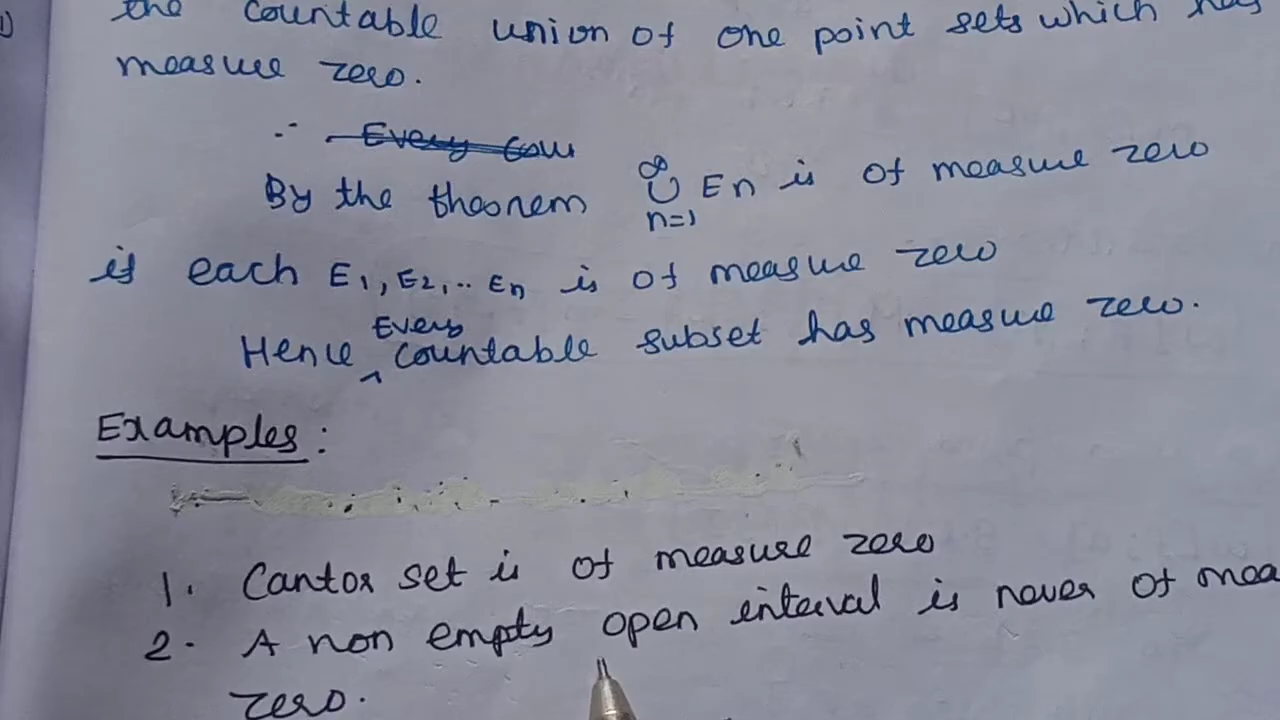 the countable union of one point sets which has
measure zero.
∴ Every Cou
By the theorem ∞ ∪ n=1 En is of measure zero
if each E1, E2, .. En is of measure zero
Hence Every countable subset has measure zero.
Examples :
1. Cantor set is of measure zero
2. A non empty open interval is never of mea
zero.